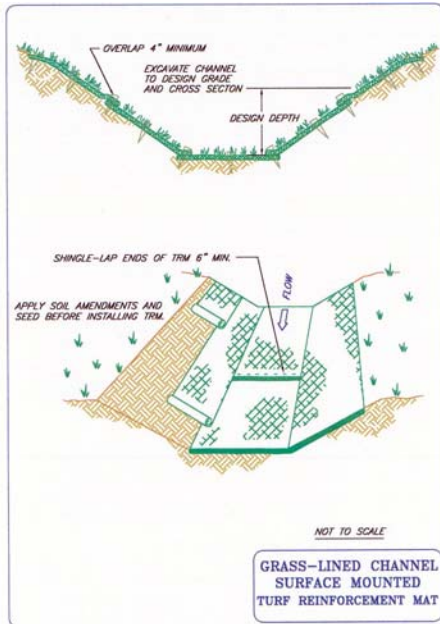 OVERLAP 4" MINIMUM
EXCAVATE CHANNEL
TO DESIGN GRADE
AND CROSS SECTON
DESIGN DEPTH
SHINGLE-LAP ENDS OF TRM 6" MIN.
FLOW
APPLY SOIL AMENDMENTS AND
SEED BEFORE INSTALLING TRM.
NOT TO SCALE
GRASS-LINED CHANNEL
SURFACE MOUNTED
TURF REINFORCEMENT MAT